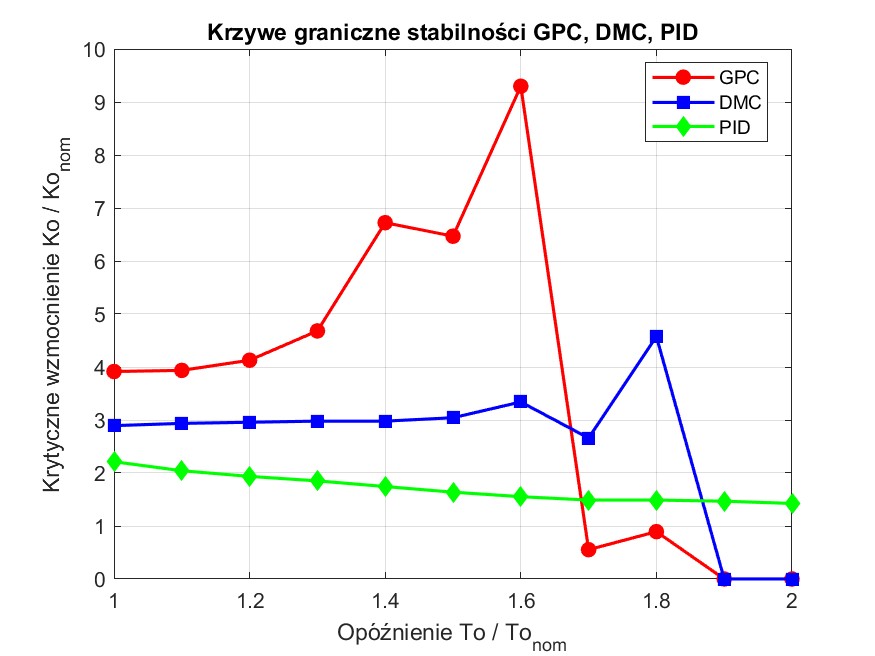 Krzywe graniczne stabilności GPC, DMC, PID
GPC
DMC
PID
Krytyczne wzmocnienie Ko / Ko_nom
10
9
8
7
6
5
4
3
2
1
0
1 1.2 1.4 1.6 1.8 2
Opóźnienie To / To_nom